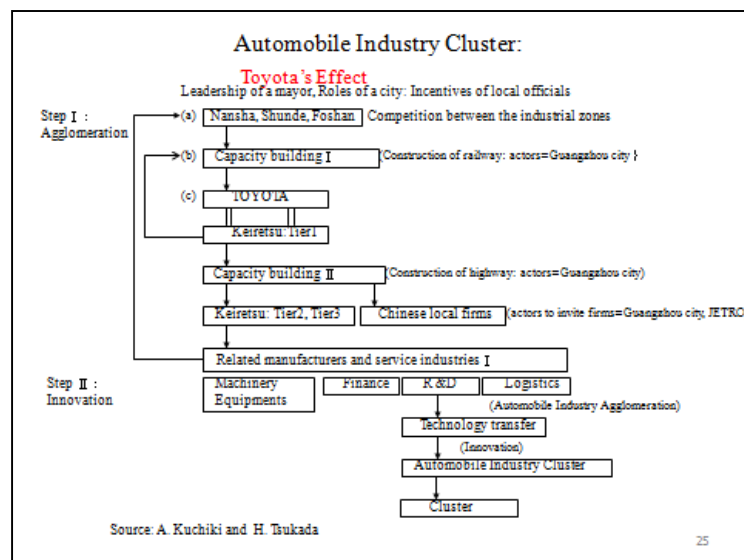 Automobile Industry Cluster:
Toyota's Effect
Leadership of a mayor, Roles of a city: Incentives of local officials
Step Ⅰ :
Agglomeration
(a) Nansha, Shunde, Foshan Competition between the industrial zones
(b) Capacity building Ⅰ (Construction of railway: actors=Guangzhou city }
(c) TOYOTA
Keiretsu: Tier1
Capacity building Ⅱ (Construction of highway: actors=Guangzhou city)
Keiretsu: Tier2, Tier3 Chinese local firms (actors to invite firms=Guangzhou city, JETRO
Related manufacturers and service industries Ⅰ
Step Ⅱ :
Innovation
Machinery Finance R &D Logistics
Equipments
(Automobile Industry Agglomeration)
Technology transfer
(Innovation)
Automobile Industry Cluster
Cluster
Source: A. Kuchiki and H. Tsukada
25